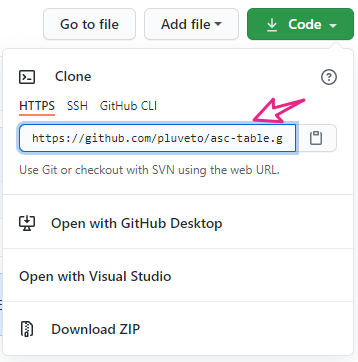 Go to file Add file Code
Clone
HTTPS SSH GitHub CLI
https://github.com/pluveto/asc-table.g
Use Git or checkout with SVN using the web URL.
Open with GitHub Desktop
Open with Visual Studio
Download ZIP